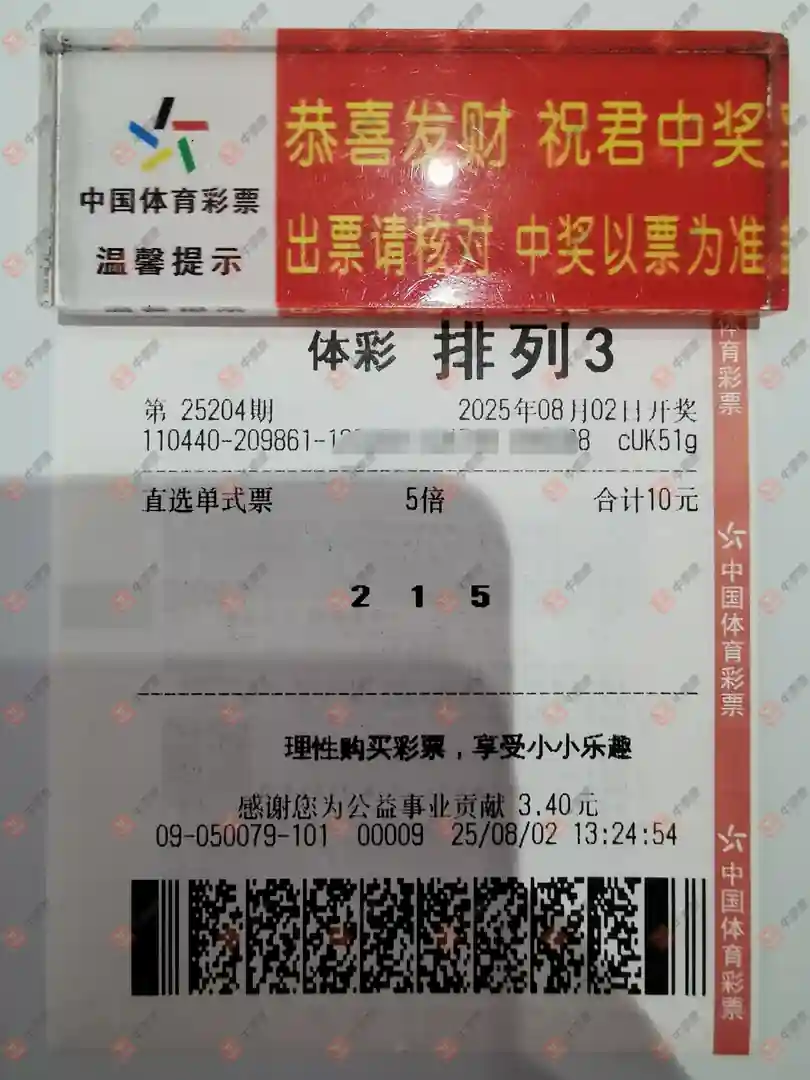 中国体育彩票
温馨提示
恭喜发财 祝君中奖
出票请核对 中奖以票为准
体育彩票
体彩 排列3
第 25204期 2025年08月02日开奖
110440-209861-1 8 cUK51g
直选单式票 5倍 合计10元
2 1 5
理性购买彩票，享受小小乐趣
感谢您为公益事业贡献 3.40元
09-050079-101 00009 25/08/02 13:24:54
中国体育彩票
中国体育彩票